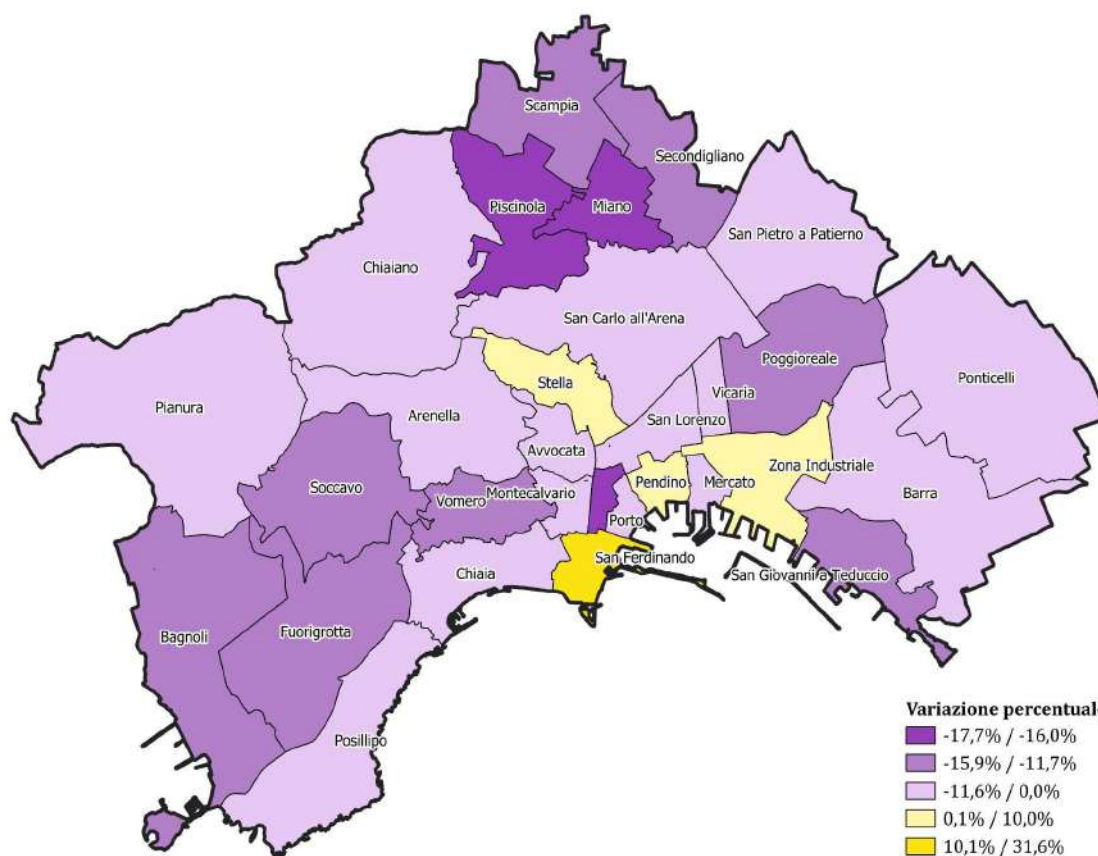 Scampia
Secondigliano
Piscinola
Miano
San Pietro a Patierno
Chiaiano
San Carlo all'Arena
Poggioreale
Stella
Ponticelli
Vicaria
Pianura
Arenella
San Lorenzo
Avvocata
Zona Industriale
Pendino
Mercato
Soccavo
Vomero
Montecalvario
Barra
Porto
San Ferdinando
Chiaia
San Giovanni a Teduccio
Bagnoli
Fuorigrotta
Posillipo
Variazione percentuale
-17,7% / -16,0%
-15,9% / -11,7%
-11,6% / 0,0%
0,1% / 10,0%
10,1% / 31,6%